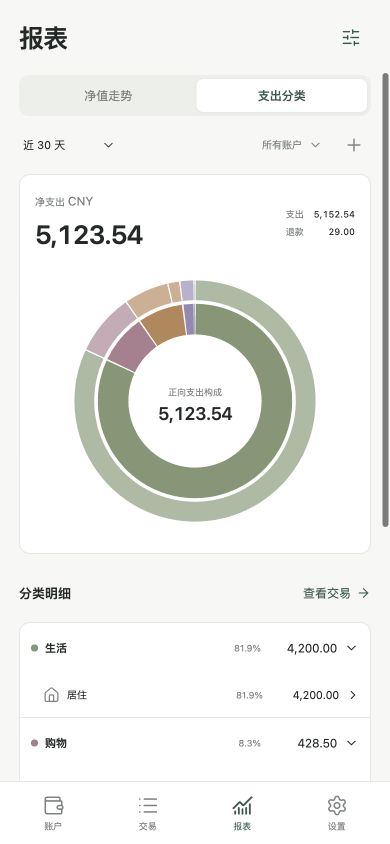 报表
净值走势
支出分类
近 30 天
所有账户
净支出 CNY
5,123.54
支出 5,152.54
退款 29.00
正向支出构成
5,123.54
分类明细
查看交易
生活 81.9% 4,200.00
居住 81.9% 4,200.00
购物 8.3% 428.50
账户
交易
报表
设置